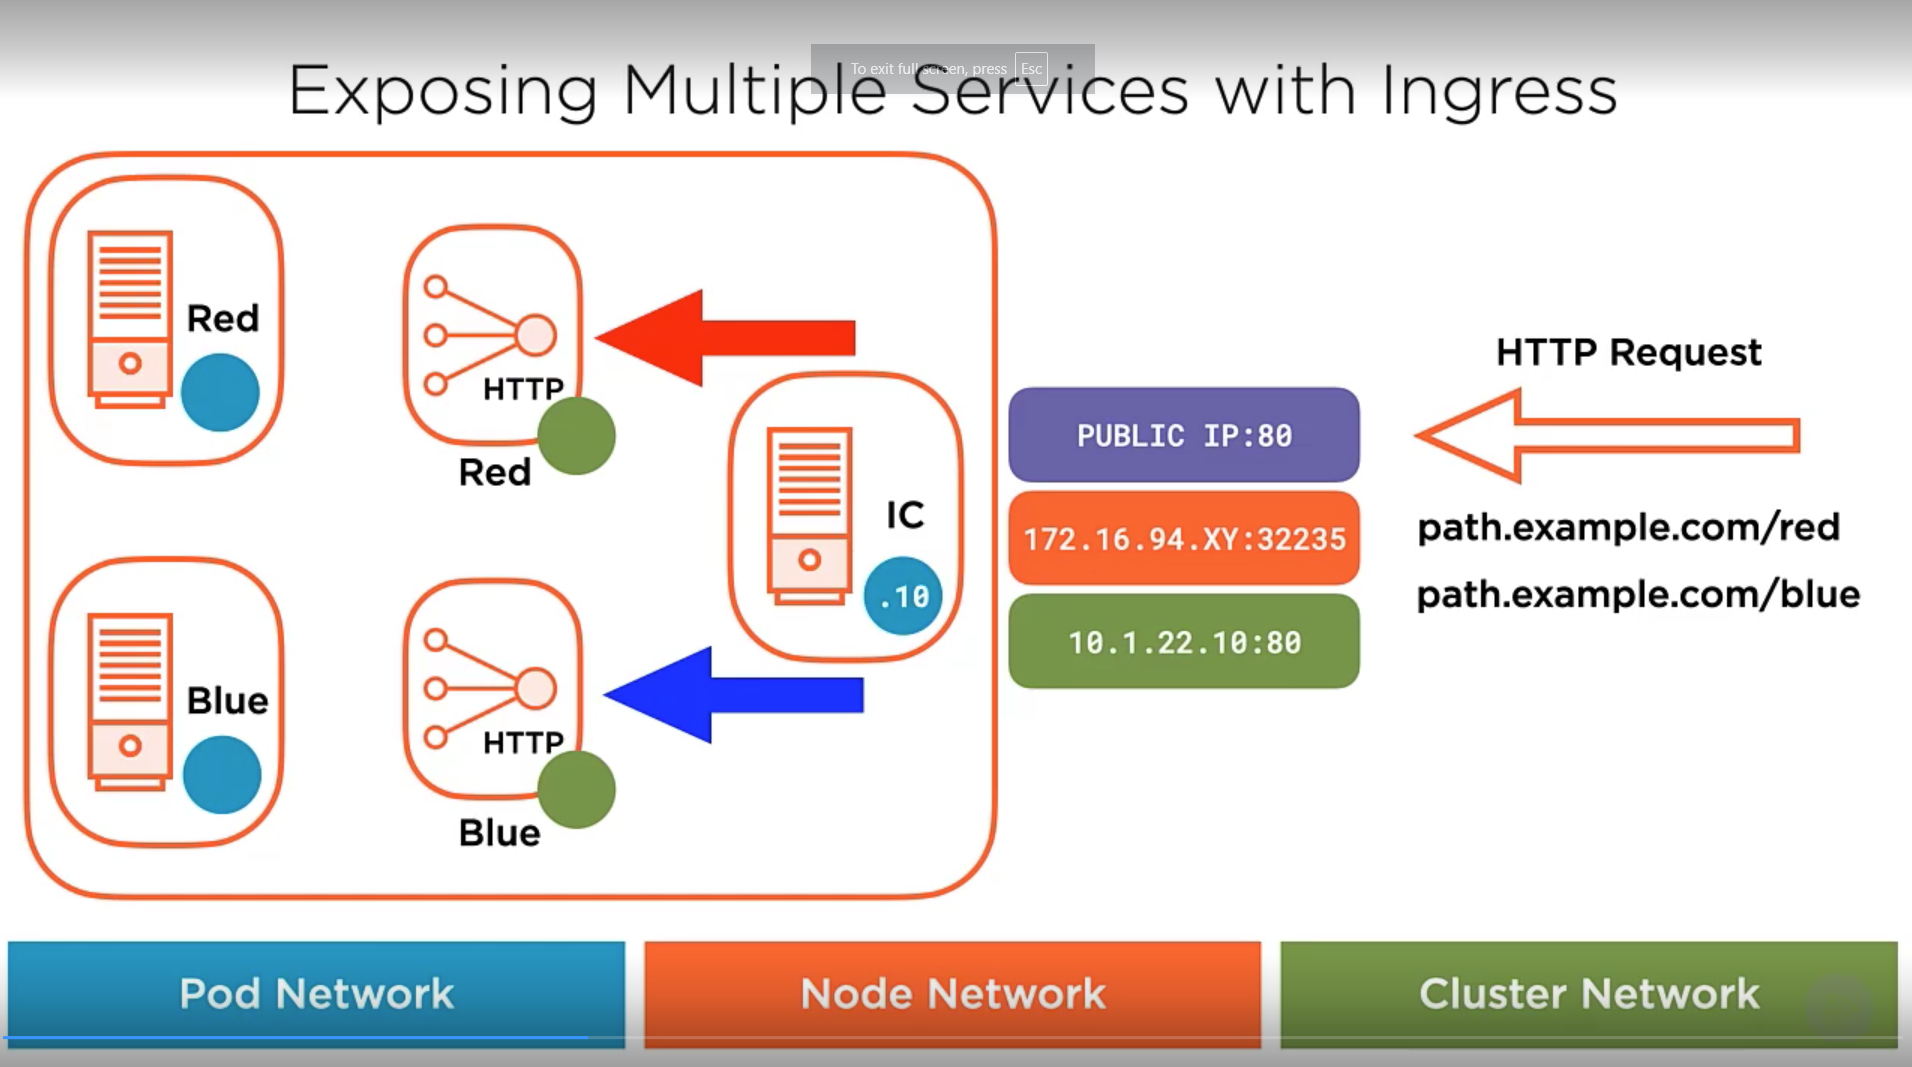 To exit full screen, press Esc
Exposing Multiple Services with Ingress
Red
HTTP
Red
IC
.10
Blue
HTTP
Blue
PUBLIC IP:80
172.16.94.XY:32235
10.1.22.10:80
HTTP Request
path.example.com/red
path.example.com/blue
Pod Network
Node Network
Cluster Network